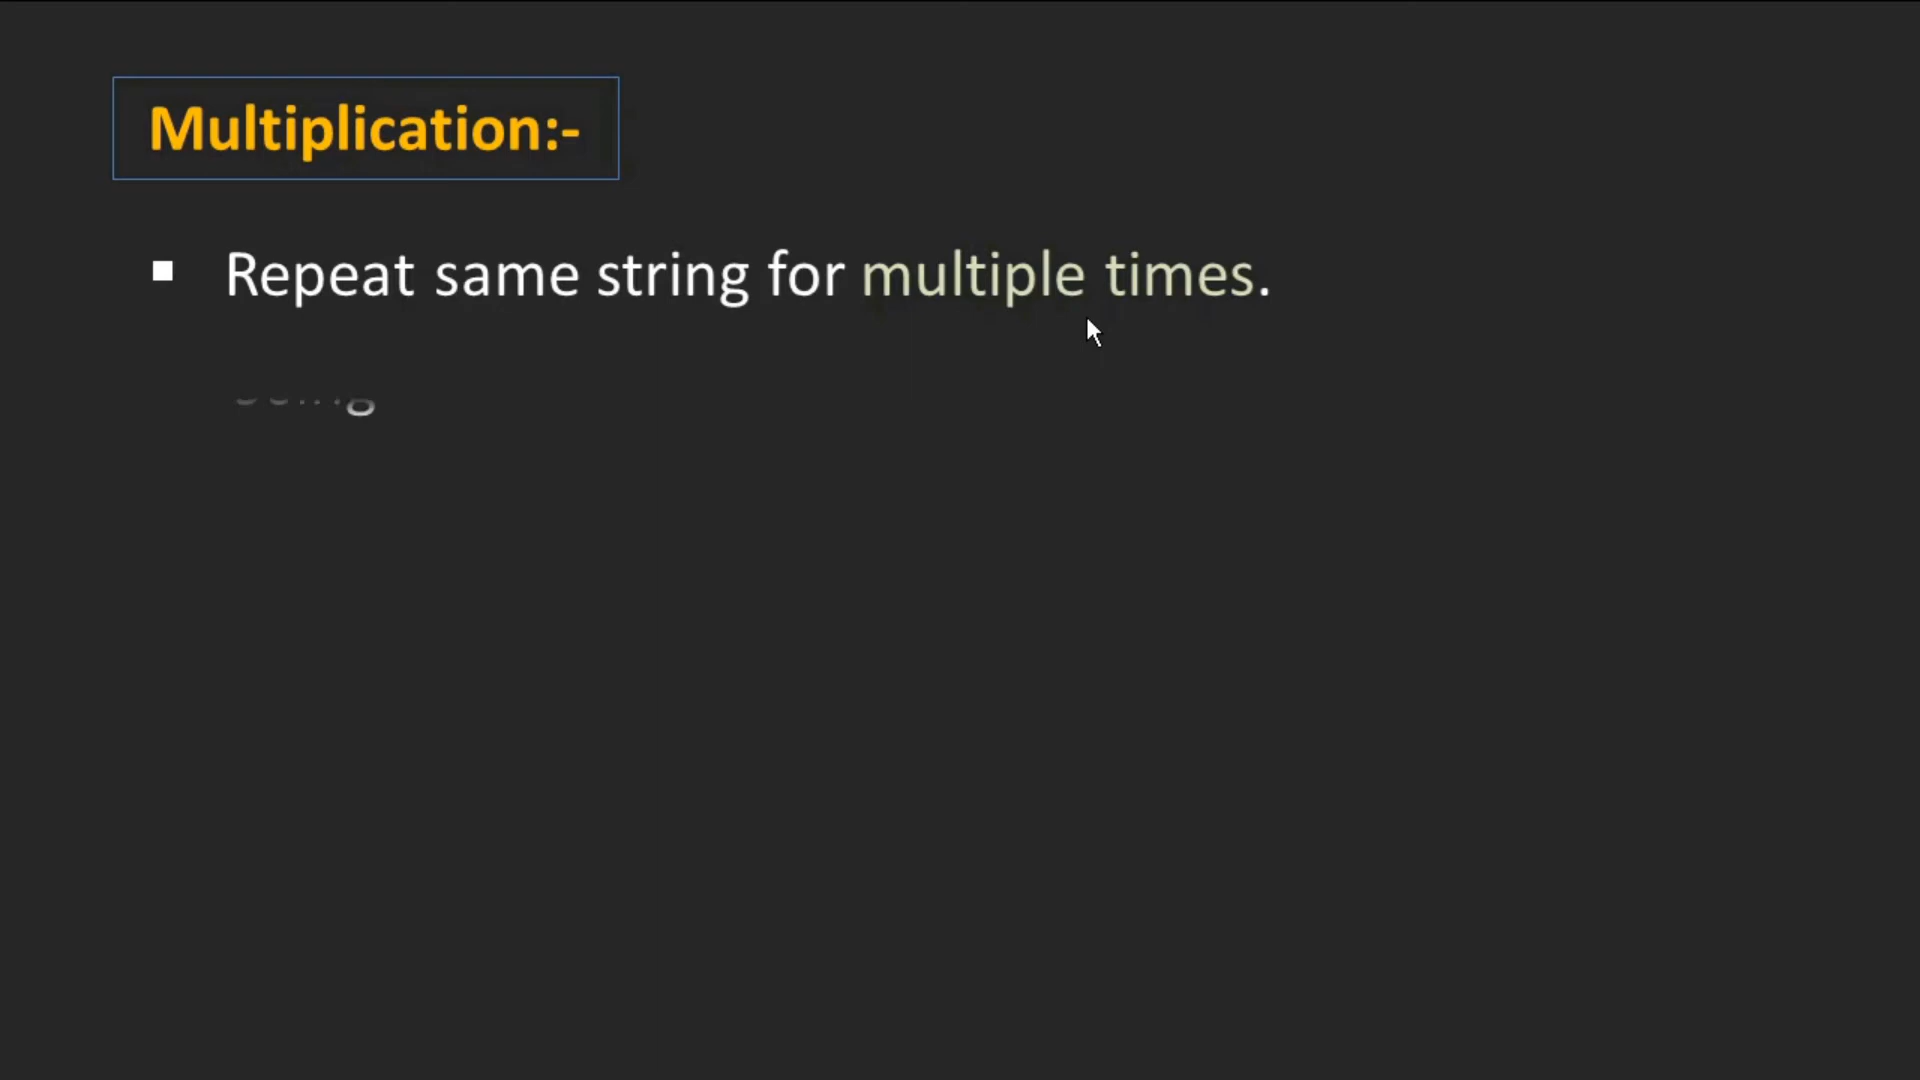 Multiplication:-
▪ Repeat same string for multiple times.